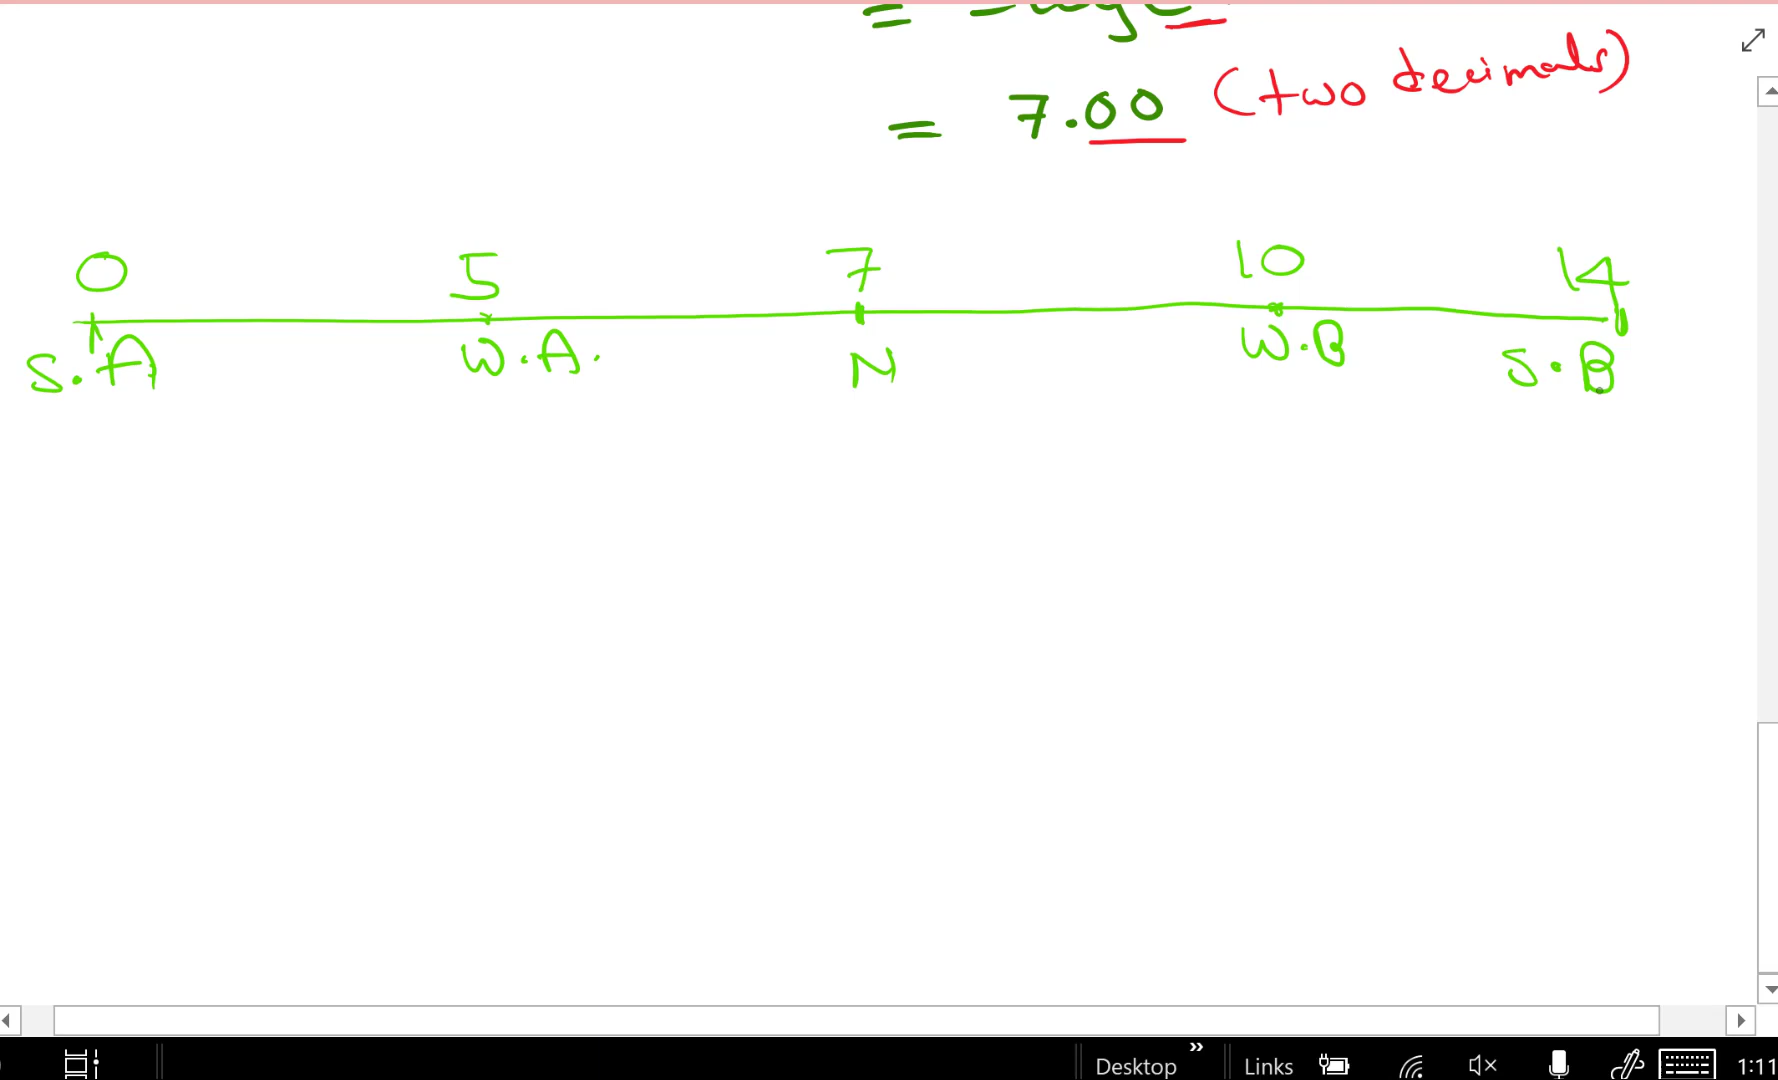 = 7.00 (two decimals)
0 5 7 10 14
S.A W.A. N W.B S.B
Desktop » Links 1:11